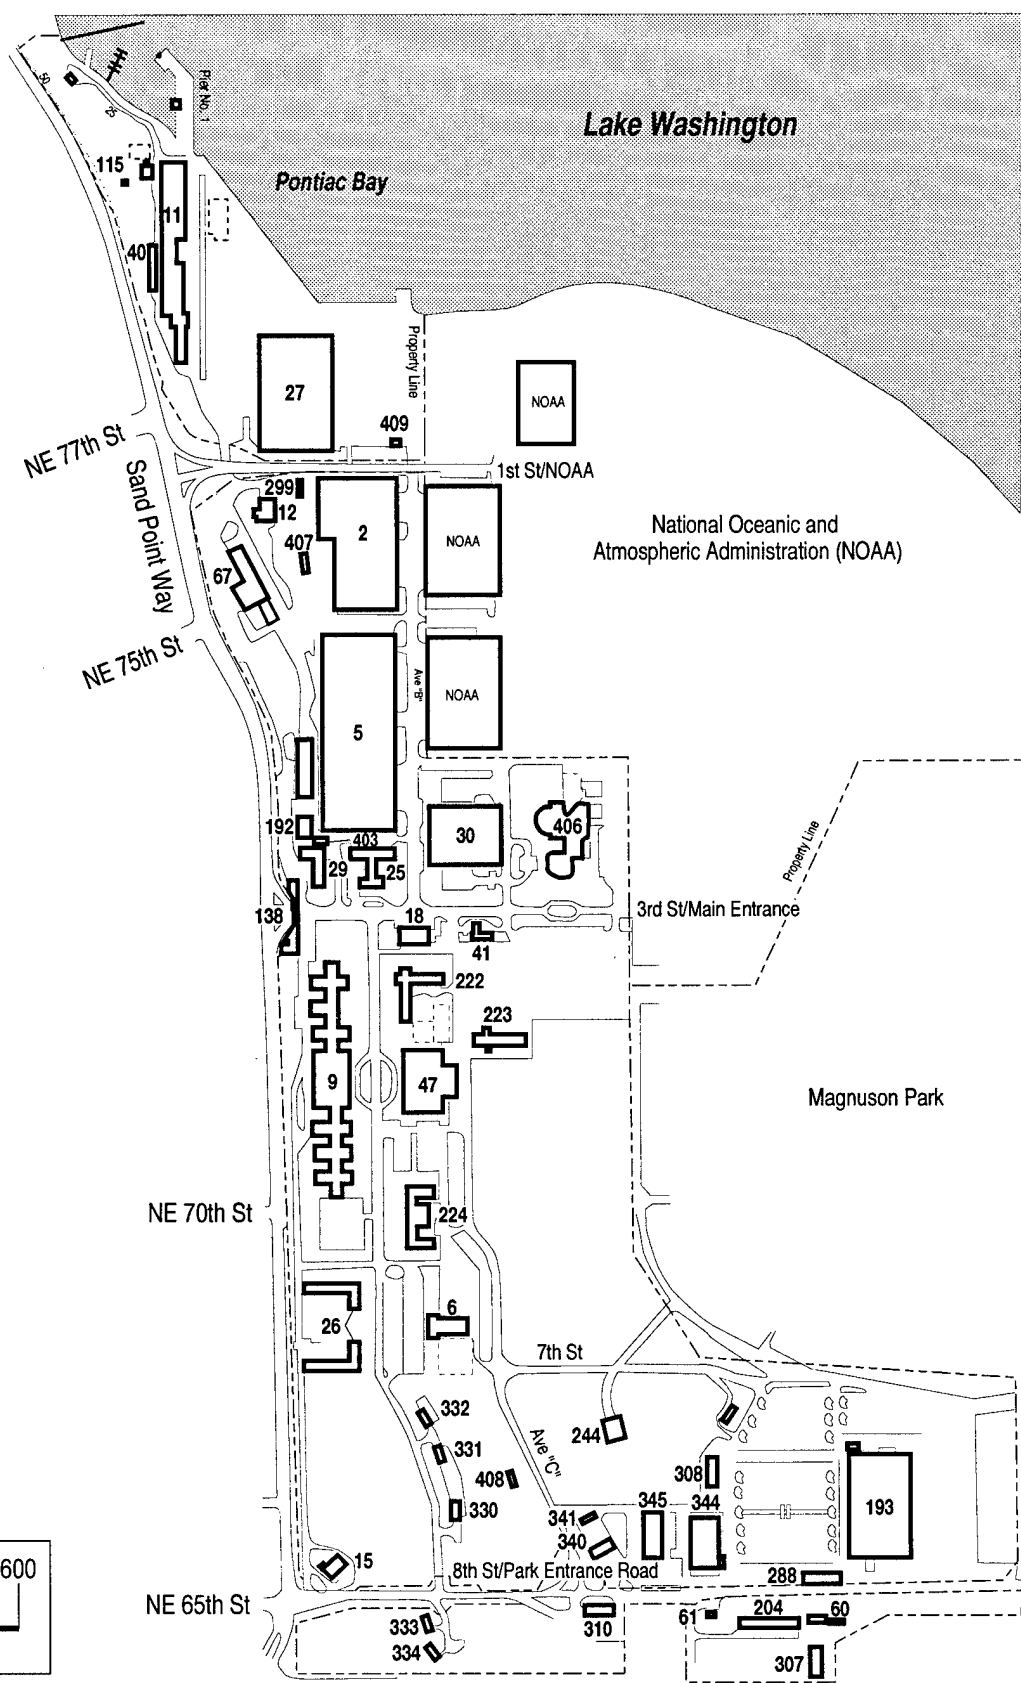 50
25
Pier No. 1
Lake Washington
Pontiac Bay
115
11
40
Property Line
27
NOAA
409
NE 77th St
1st St/NOAA
Sand Point Way
299
12
2
NOAA
National Oceanic and
Atmospheric Administration (NOAA)
407
67
NE 75th St
Ave "B"
NOAA
5
192
403
30
406
Property Line
29
25
138
18
3rd St/Main Entrance
41
222
223
9
47
Magnuson Park
NE 70th St
224
6
26
7th St
332
244
Ave "C"
331
408
308
330
345
344
193
341
340
15
8th St/Park Entrance Road
600
288
NE 65th St
333
310
61
204
60
334
307